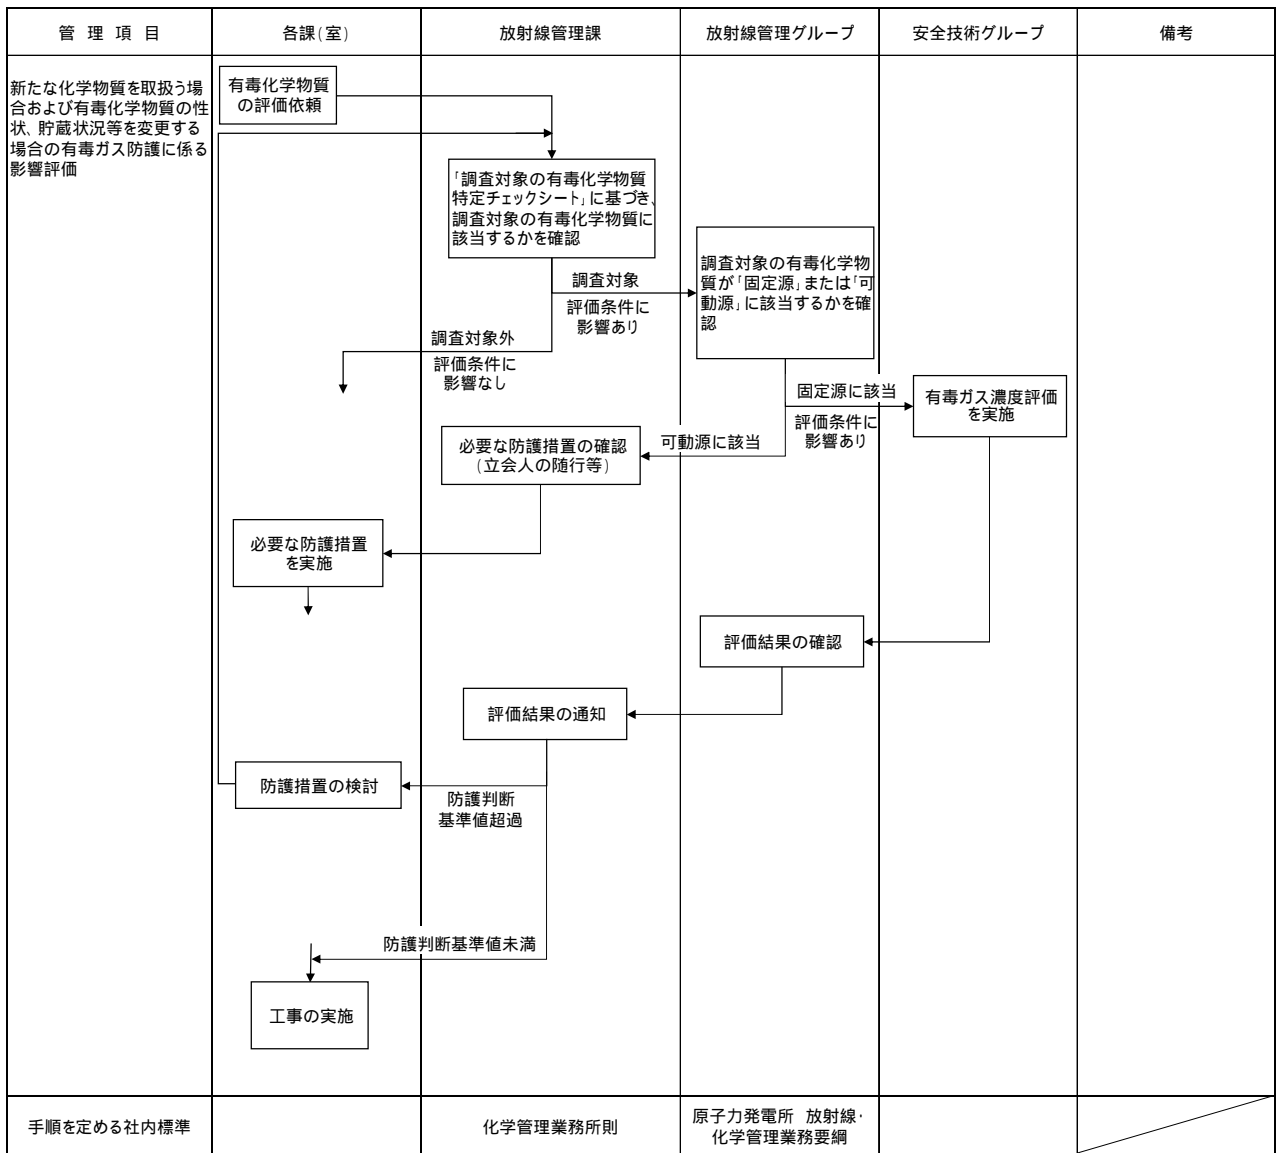 管 理 項 目
各課(室)
放射線管理課
放射線管理グループ
安全技術グループ
備考
新たな化学物質を取扱う場
合および有毒化学物質の性
状、貯蔵状況等を変更する
場合の有毒ガス防護に係る
影響評価
有毒化学物質
の評価依頼
「調査対象の有毒化学物質
特定チェックシート」に基づき、
調査対象の有毒化学物質に
該当するかを確認
調査対象
評価条件に
影響あり
調査対象の有毒化学物
質が「固定源」または「可
動源」に該当するかを確
認
調査対象外
評価条件に
影響なし
固定源に該当
評価条件に
影響あり
有毒ガス濃度評価
を実施
可動源に該当
必要な防護措置の確認
(立会人の随行等)
必要な防護措置
を実施
評価結果の確認
評価結果の通知
防護措置の検討
防護判断
基準値超過
防護判断基準値未満
工事の実施
手順を定める社内標準
化学管理業務所則
原子力発電所 放射線・
化学管理業務要綱